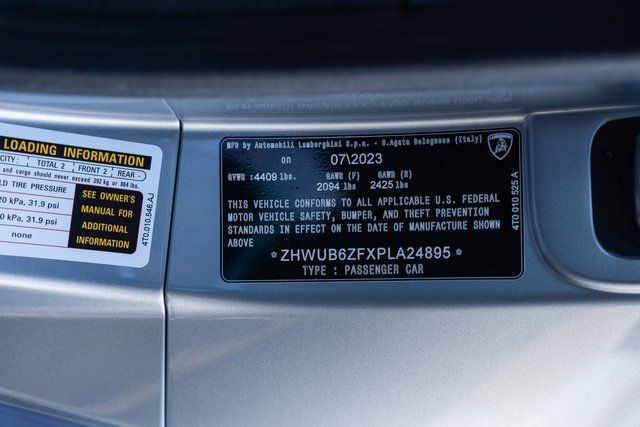 LOADING INFORMATION
CITY: TOTAL 2 FRONT 2 REAR -
and cargo should never exceed 392 kg or 864 lbs.
LD TIRE PRESSURE
20 kPa, 31.9 psi
20 kPa, 31.9 psi
none
SEE OWNER'S
MANUAL FOR
ADDITIONAL
INFORMATION
4T0.010.546.AJ
MFD by Automobili Lamborghini S.p.a. - S.Agata Bolognese (Italy)
on 07\2023
GVWR :4409 lbs. GAWR (F) GAWR (R)
2094 lbs 2425 lbs
THIS VEHICLE CONFORMS TO ALL APPLICABLE U.S. FEDERAL
MOTOR VEHICLE SAFETY, BUMPER, AND THEFT PREVENTION
STANDARDS IN EFFECT ON THE DATE OF MANUFACTURE SHOWN
ABOVE
*ZHWUB6ZFXPLA24895*
TYPE : PASSENGER CAR
4T0 010 525 A